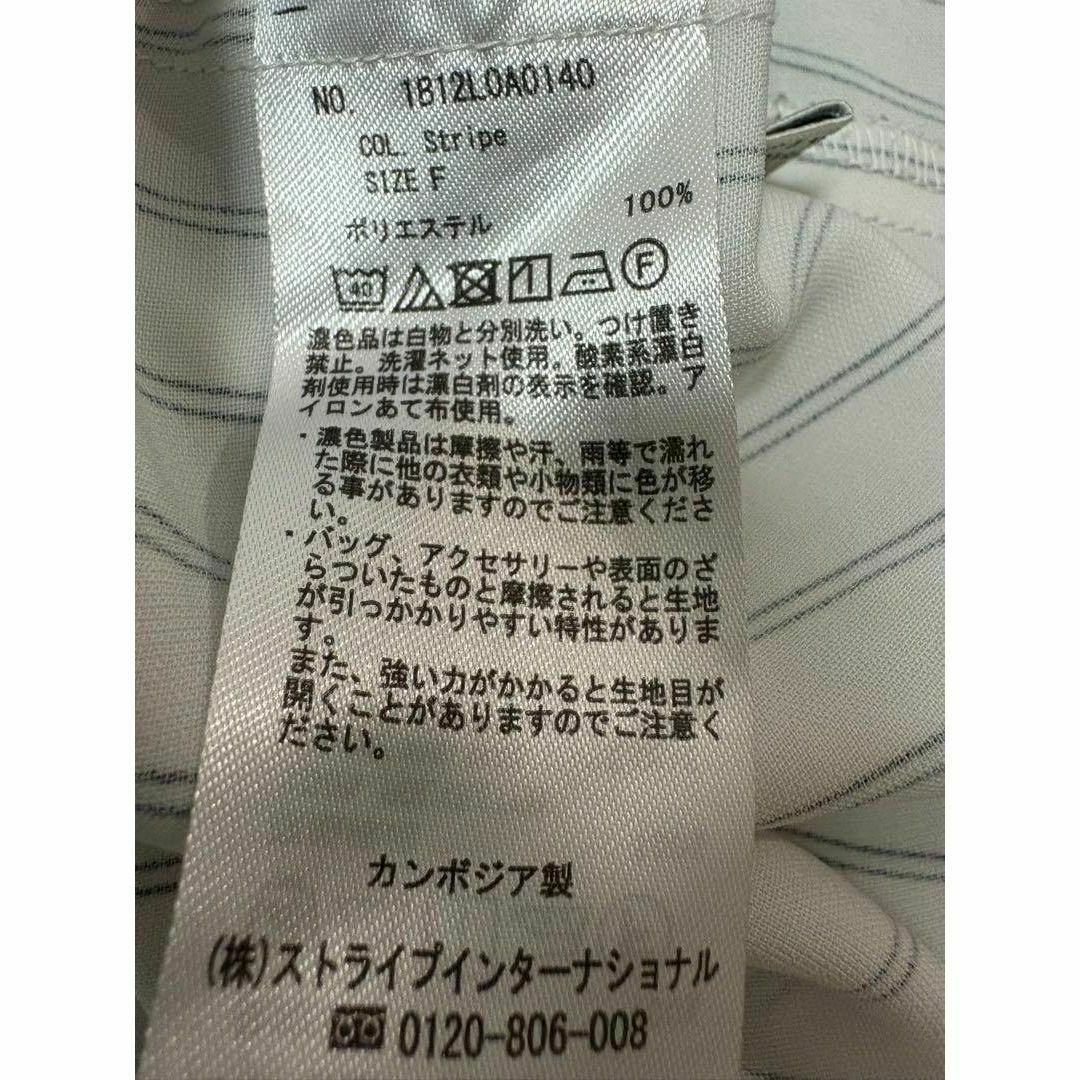 NO. 1B12L0A0140
COL. Stripe
SIZE F
ポリエステル 100%
40 F
濃色品は白物と分別洗い。つけ置き
禁止。洗濯ネット使用。酸素系漂白
剤使用時は漂白剤の表示を確認。ア
イロンあて布使用。
・濃色製品は摩擦や汗、雨等で濡れ
た際に他の衣類や小物類に色が移
る事がありますのでご注意くださ
い。
・バッグ、アクセサリーや表面のざ
らついたものと摩擦されると生地
が引っかかりやすい特性がありま
す。
また、強い力がかかると生地目が
開くことがありますのでご注意く
ださい。
カンボジア製
(株)ストライプインターナショナル
0120-806-008